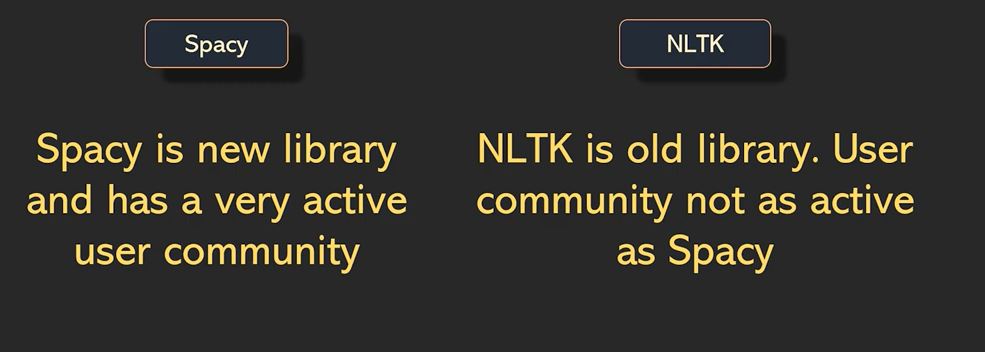 Spacy
Spacy is new library
and has a very active
user community
NLTK
NLTK is old library. User
community not as active
as Spacy